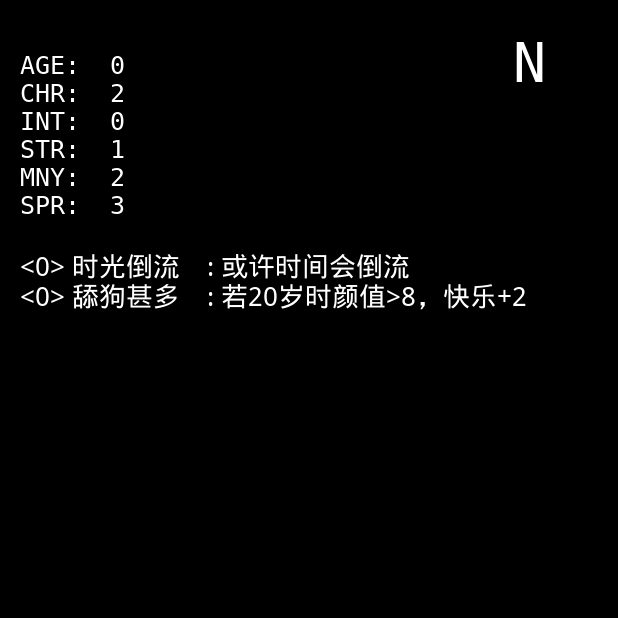 N
AGE: 0
CHR: 2
INT: 0
STR: 1
MNY: 2
SPR: 3
<0> 时光倒流 : 或许时间会倒流
<0> 舔狗甚多 : 若20岁时颜值>8，快乐+2